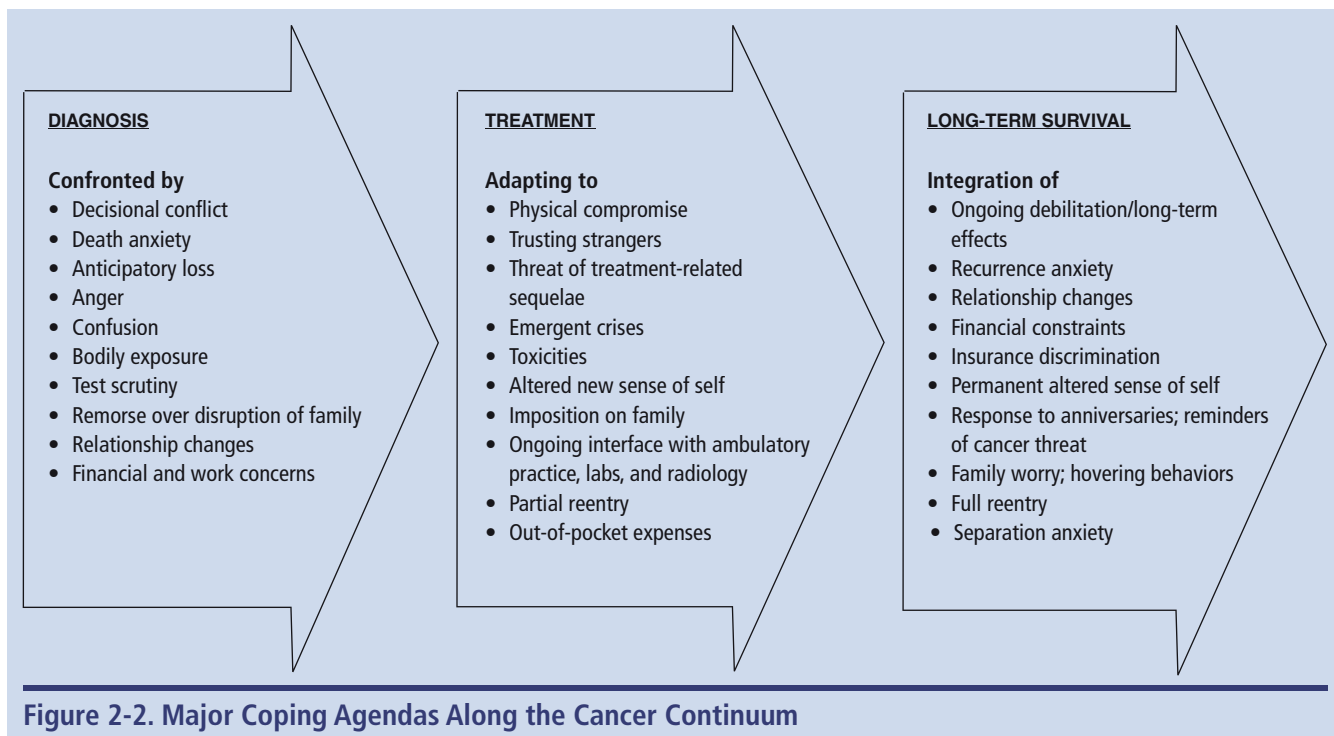 DIAGNOSIS
Confronted by
• Decisional conflict
• Death anxiety
• Anticipatory loss
• Anger
• Confusion
• Bodily exposure
• Test scrutiny
• Remorse over disruption of family
• Relationship changes
• Financial and work concerns
TREATMENT
Adapting to
• Physical compromise
• Trusting strangers
• Threat of treatment-related
sequelae
• Emergent crises
• Toxicities
• Altered new sense of self
• Imposition on family
• Ongoing interface with ambulatory
practice, labs, and radiology
• Partial reentry
• Out-of-pocket expenses
LONG-TERM SURVIVAL
Integration of
• Ongoing debilitation/long-term
effects
• Recurrence anxiety
• Relationship changes
• Financial constraints
• Insurance discrimination
• Permanent altered sense of self
• Response to anniversaries; reminders
of cancer threat
• Family worry; hovering behaviors
• Full reentry
• Separation anxiety
Figure 2-2. Major Coping Agendas Along the Cancer Continuum